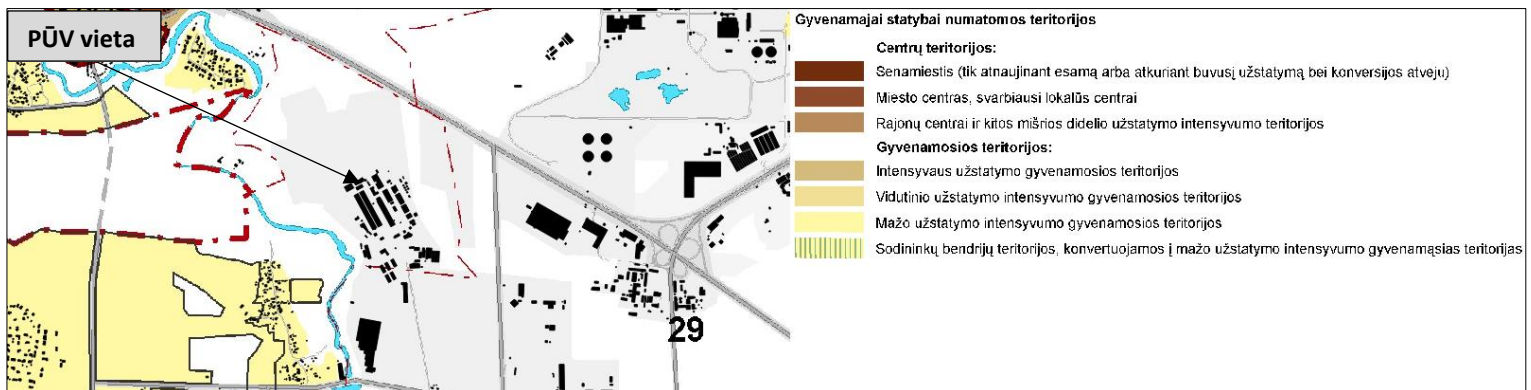 PŪV vieta
29
Gyvenamajai statybai numatomos teritorijos
Centrų teritorijos:
Senamiestis (tik atnaujinant esamą arba atkuriant buvusį užstatymą bei konversijos atveju)
Miesto centras, svarbiausi lokalūs centrai
Rajonų centrai ir kitos mišrios didelio užstatymo intensyvumo teritorijos
Gyvenamosios teritorijos:
Intensyvaus užstatymo gyvenamosios teritorijos
Vidutinio užstatymo intensyvumo gyvenamosios teritorijos
Mažo užstatymo intensyvumo gyvenamosios teritorijos
Sodininkų bendrijų teritorijos, konvertuojamos į mažo užstatymo intensyvumo gyvenamąsias teritorijas